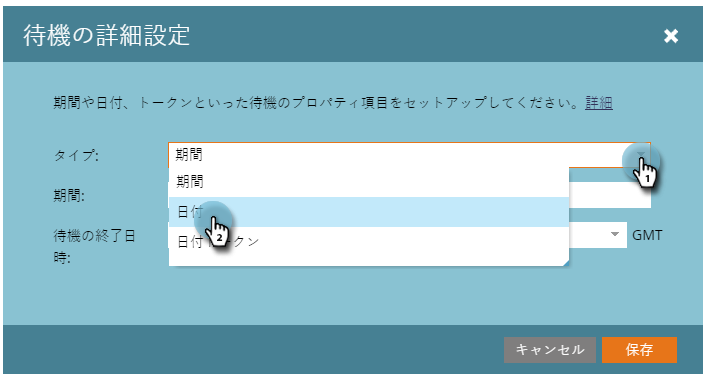 待機の詳細設定
期間や日付、トークンといった待機のプロパティ項目をセットアップしてください。詳細
タイプ: 期間
期間
期間:
日付
待機の終了日
時:
日付トークン
GMT
1
2
キャンセル 保存